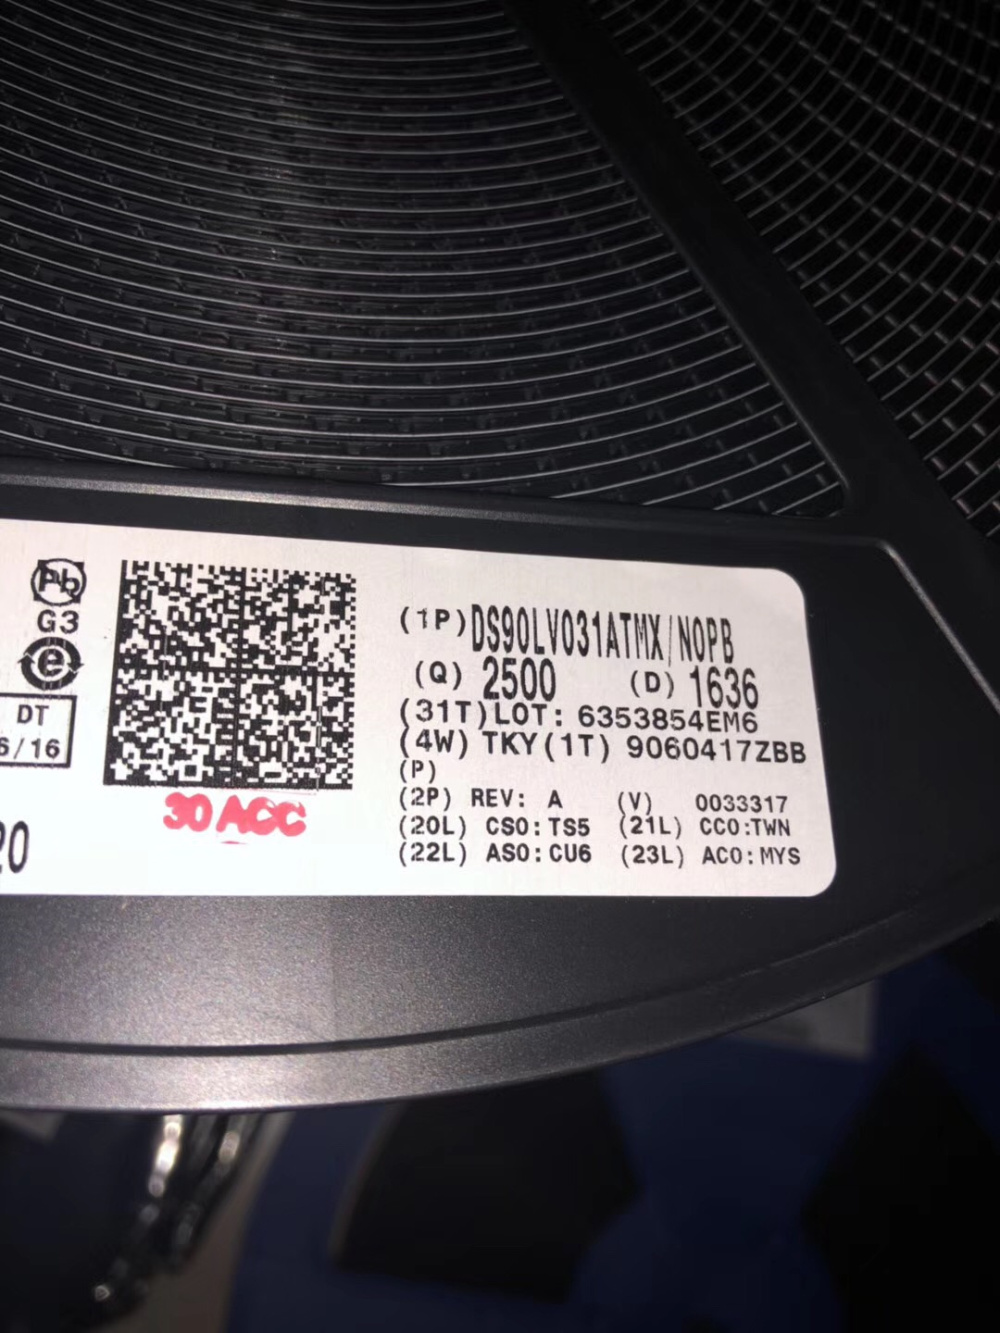 Pb
G3
e
DT
6/16
20
30 ACC
(1P) DS90LV031ATMX/NOPB
(Q) 2500 (D) 1636
(31T)LOT: 6353854EM6
(4W) TKY(1T) 9060417ZBB
(P)
(2P) REV: A (V) 0033317
(20L) CSO:TS5 (21L) CCO:TWN
(22L) ASO:CU6 (23L) ACO:MYS